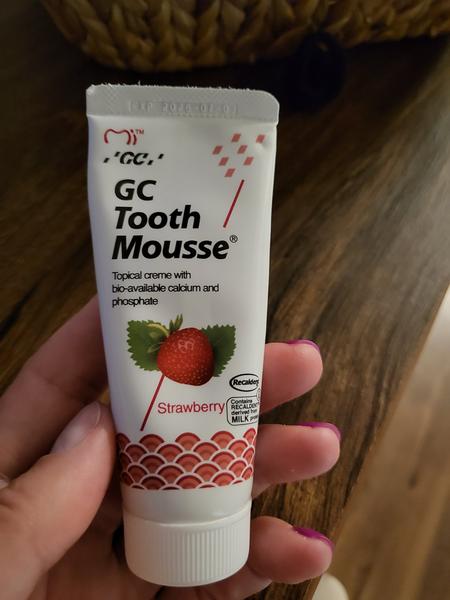 Mi™
GC
GC
Tooth
Mousse®
Topical creme with
bio-available calcium and
phosphate
Strawberry
Recaldent
Contains
RECALDENT
derived from
MILK